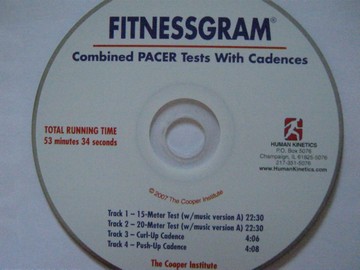 FITNESSGRAM®
Combined PACER Tests With Cadences
TOTAL RUNNING TIME
53 minutes 34 seconds
HUMAN KINETICS
P.O. Box 5076
Champaign, IL 61825-5076
217-351-5076
www.HumanKinetics.com
©2007 The Cooper Institute
Track 1 – 15-Meter Test (w/music version A) 22:30
Track 2 – 20-Meter Test (w/music version A) 22:30
Track 3 – Curl-Up Cadence 4:06
Track 4 – Push-Up Cadence 4:08
The Cooper Institute